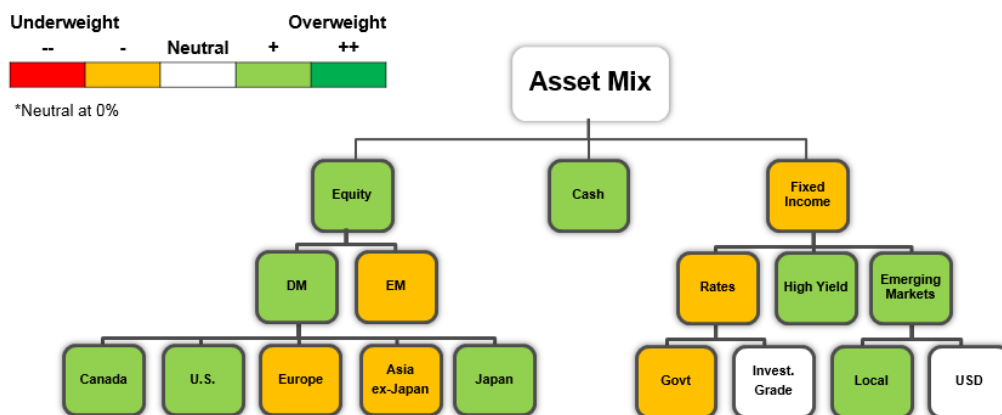 Underweight Overweight
-- - Neutral + ++
*Neutral at 0%
Asset Mix
Equity
Cash
Fixed
Income
DM
EM
Rates
High Yield
Emerging
Markets
Canada
U.S.
Europe
Asia
ex-Japan
Japan
Govt
Invest.
Grade
Local
USD